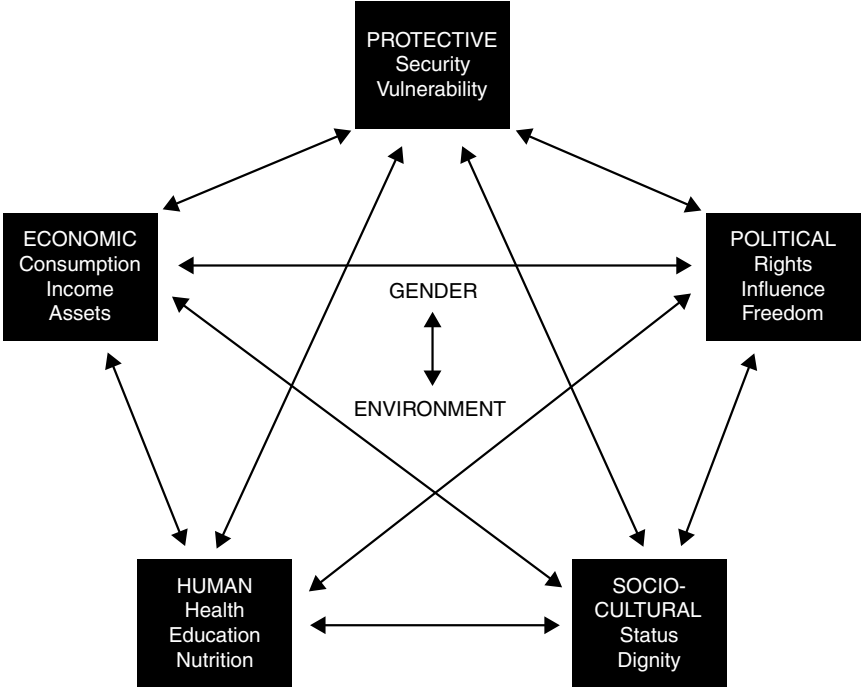 PROTECTIVE
Security
Vulnerability
ECONOMIC
Consumption
Income
Assets
POLITICAL
Rights
Influence
Freedom
GENDER
ENVIRONMENT
HUMAN
Health
Education
Nutrition
SOCIO-
CULTURAL
Status
Dignity